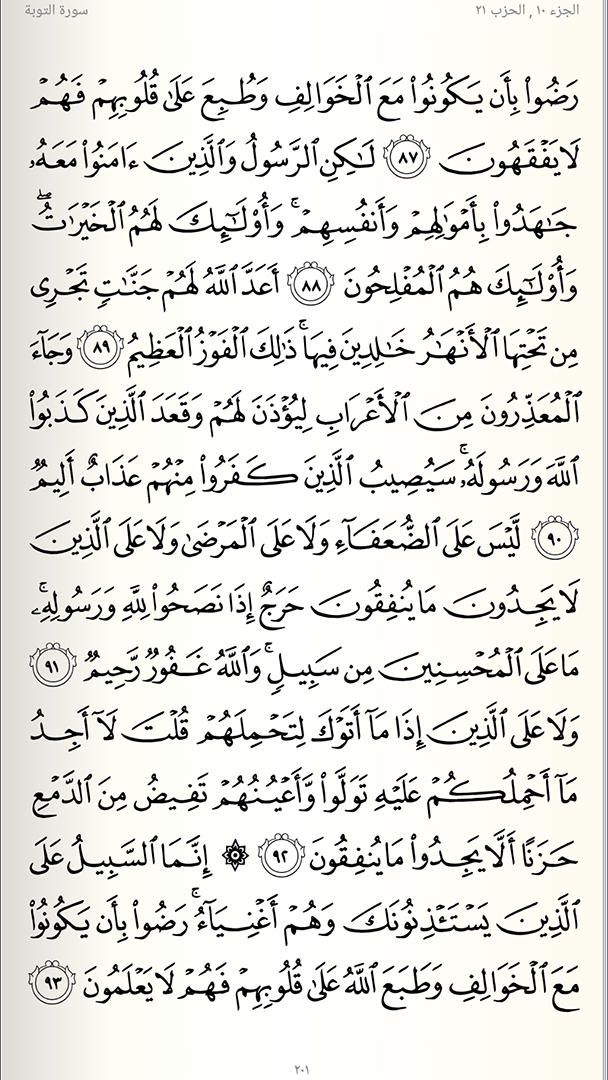 الجزء ١٠ , الحزب ٢١
سورة التوبة
رَضُوا۟ بِأَن يَكُونُوا۟ مَعَ ٱلْخَوَالِفِ وَطُبِعَ عَلَىٰ قُلُوبِهِمْ فَهُمْ
لَا يَفْقَهُونَ ٨٧ لَـٰكِنِ ٱلرَّسُولُ وَٱلَّذِينَ ءَامَنُوا۟ مَعَهُۥ
جَـٰهَدُوا۟ بِأَمْوَٰلِهِمْ وَأَنفُسِهِمْ ۚ وَأُو۟لَـٰٓئِكَ لَهُمُ ٱلْخَيْرَٰتُ ۖ
وَأُو۟لَـٰٓئِكَ هُمُ ٱلْمُفْلِحُونَ ٨٨ أَعَدَّ ٱللَّهُ لَهُمْ جَنَّـٰتٍ تَجْرِى
مِن تَحْتِهَا ٱلْأَنْهَـٰرُ خَـٰلِدِينَ فِيهَا ۚ ذَٰلِكَ ٱلْفَوْزُ ٱلْعَظِيمُ ٨٩ وَجَآءَ
ٱلْمُعَذِّرُونَ مِنَ ٱلْأَعْرَابِ لِيُؤْذَنَ لَهُمْ وَقَعَدَ ٱلَّذِينَ كَذَبُوا۟
ٱللَّهَ وَرَسُولَهُۥ ۚ سَيُصِيبُ ٱلَّذِينَ كَفَرُوا۟ مِنْهُمْ عَذَابٌ أَلِيمٌ
٩٠ لَّيْسَ عَلَى ٱلضُّعَفَآءِ وَلَا عَلَى ٱلْمَرْضَىٰ وَلَا عَلَى ٱلَّذِينَ
لَا يَجِدُونَ مَا يُنفِقُونَ حَرَجٌ إِذَا نَصَحُوا۟ لِلَّهِ وَرَسُولِهِۦ ۚ
مَا عَلَى ٱلْمُحْسِنِينَ مِن سَبِيلٍ ۚ وَٱللَّهُ غَفُورٌ رَّحِيمٌ ٩١
وَلَا عَلَى ٱلَّذِينَ إِذَا مَآ أَتَوْكَ لِتَحْمِلَهُمْ قُلْتَ لَآ أَجِدُ
مَآ أَحْمِلُكُمْ عَلَيْهِ تَوَلَّوا۟ وَّأَعْيُنُهُمْ تَفِيضُ مِنَ ٱلدَّمْعِ
حَزَنًا أَلَّا يَجِدُوا۟ مَا يُنفِقُونَ ٩٢ ۞ إِنَّمَا ٱلسَّبِيلُ عَلَى
ٱلَّذِينَ يَسْتَـْٔذِنُونَكَ وَهُمْ أَغْنِيَآءُ ۚ رَضُوا۟ بِأَن يَكُونُوا۟
مَعَ ٱلْخَوَالِفِ وَطَبَعَ ٱللَّهُ عَلَىٰ قُلُوبِهِمْ فَهُمْ لَا يَعْلَمُونَ ٩٣
٢٠١